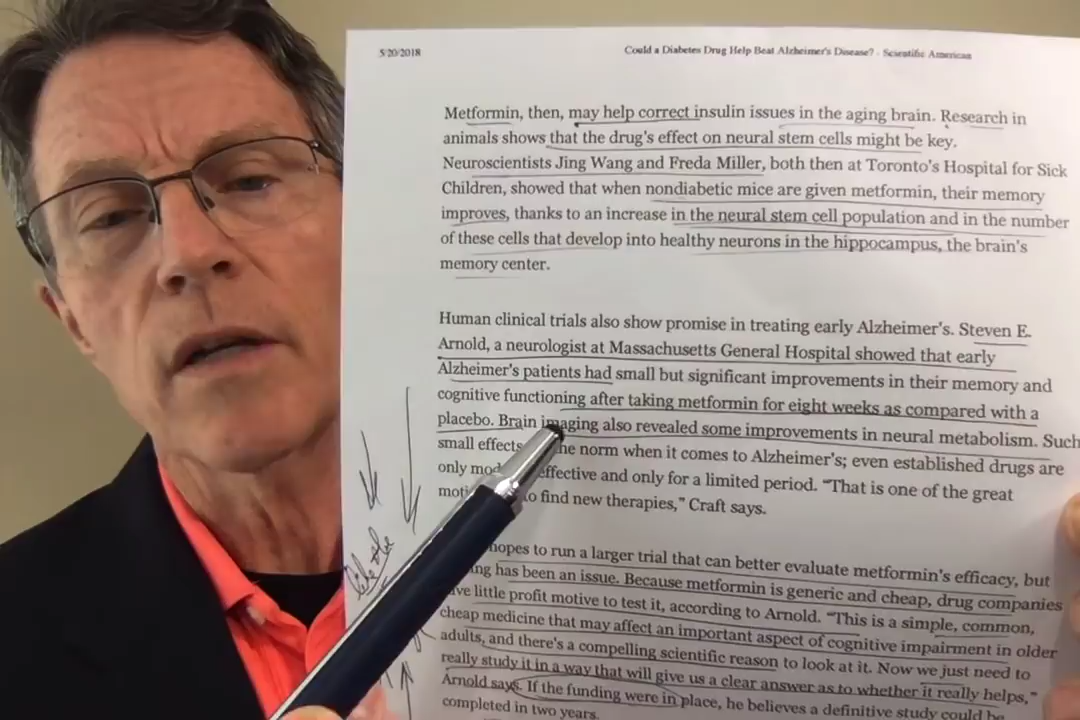 5/20/2018
Could a Diabetes Drug Help Beat Alzheimer's Disease? - Scientific American
Metformin, then, may help correct insulin issues in the aging brain. Research in
animals shows that the drug's effect on neural stem cells might be key.
Neuroscientists Jing Wang and Freda Miller, both then at Toronto's Hospital for Sick
Children, showed that when nondiabetic mice are given metformin, their memory
improves, thanks to an increase in the neural stem cell population and in the number
of these cells that develop into healthy neurons in the hippocampus, the brain's
memory center.
Human clinical trials also show promise in treating early Alzheimer's. Steven E.
Arnold, a neurologist at Massachusetts General Hospital showed that early
Alzheimer's patients had small but significant improvements in their memory and
cognitive functioning after taking metformin for eight weeks as compared with a
placebo. Brain imaging also revealed some improvements in neural metabolism. Such
small effects he norm when it comes to Alzheimer's; even established drugs are
only mod effective and only for a limited period. "That is one of the great
moti to find new therapies," Craft says.
hopes to run a larger trial that can better evaluate metformin's efficacy, but
ng has been an issue. Because metformin is generic and cheap, drug companies
ve little profit motive to test it, according to Arnold. "This is a simple, common,
cheap medicine that may affect an important aspect of cognitive impairment in older
adults, and there's a compelling scientific reason to look at it. Now we just need to
really study it in a way that will give us a clear answer as to whether it really helps,"
Arnold says. If the funding were in place, he believes a definitive study could be
completed in two years.